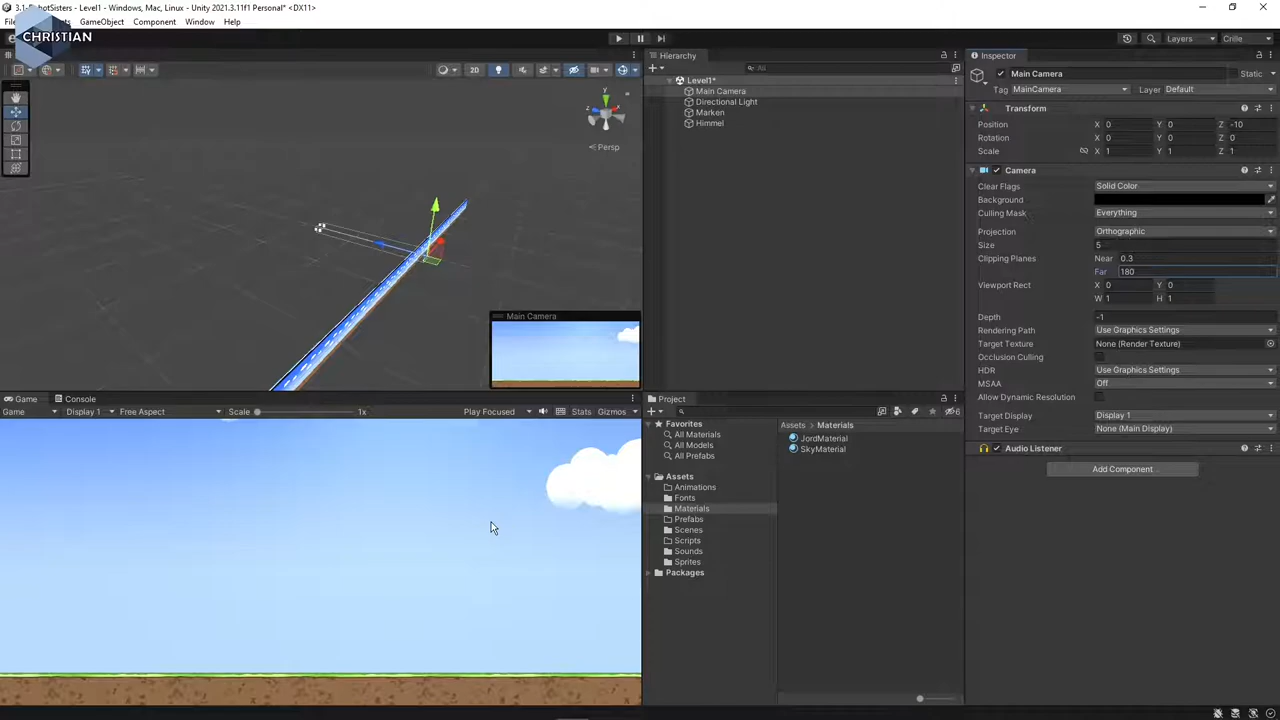 3.1-RobotSisters - Level1 - Windows, Mac, Linux - Unity 2021.3.11f1 Personal* <DX11>
GameObject Component Window Help
CHRISTIAN
Layers Crille
2D
y
z
Persp
Main Camera
Hierarchy
All
Level1*
Main Camera
Directional Light
Marken
Himmel
Inspector
Main Camera Static
Tag MainCamera Layer Default
Transform
Position X 0 Y 0 Z -10
Rotation X 0 Y 0 Z 0
Scale X 1 Y 1 Z 1
Camera
Clear Flags Solid Color
Background
Culling Mask Everything
Projection Orthographic
Size 5
Clipping Planes Near 0.3
Far 180
Viewport Rect X 0 Y 0
W 1 H 1
Depth -1
Rendering Path Use Graphics Settings
Target Texture None (Render Texture)
Occlusion Culling
HDR Use Graphics Settings
MSAA Off
Allow Dynamic Resolution
Target Display Display 1
Target Eye None (Main Display)
Audio Listener
Add Component
Game Console
Game Display 1 Free Aspect Scale 1x Play Focused Stats Gizmos
Project
6
Favorites
All Materials
All Models
All Prefabs
Assets
Animations
Fonts
Materials
Prefabs
Scenes
Scripts
Sounds
Sprites
Packages
Assets Materials
JordMaterial
SkyMaterial